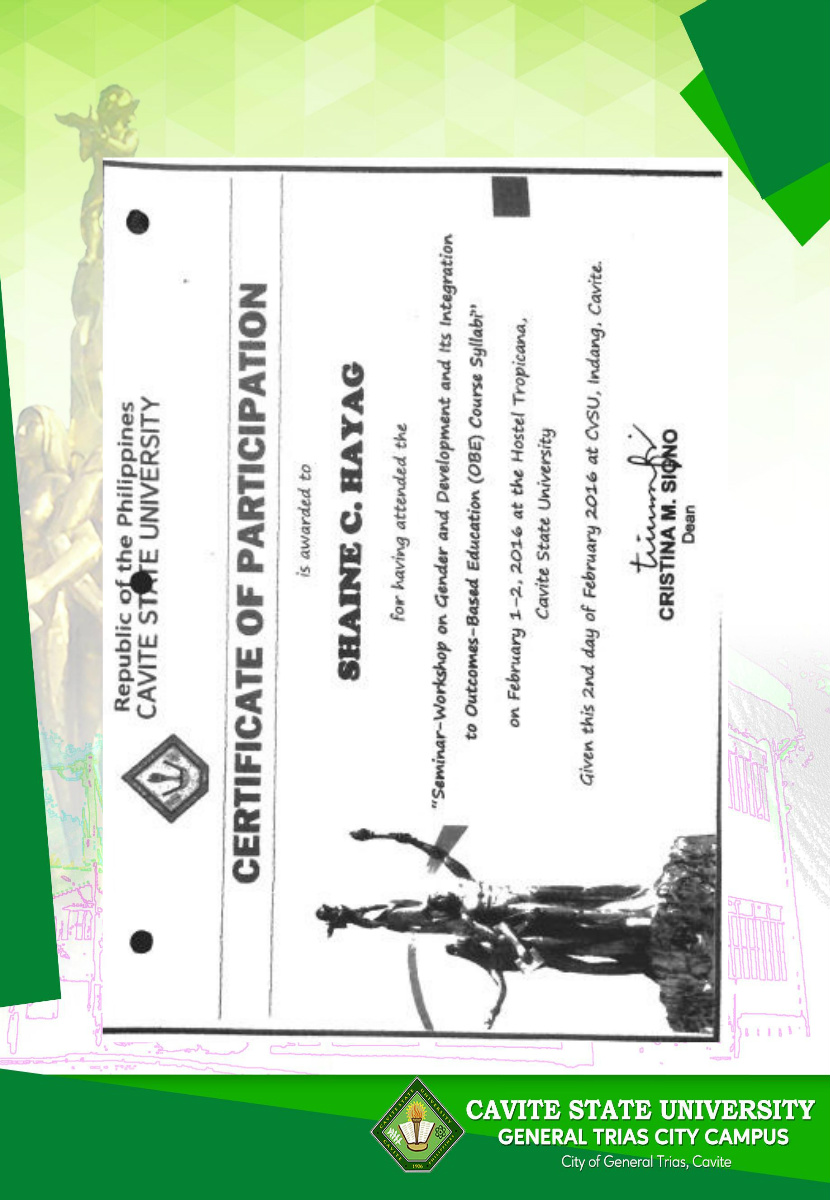 Republic of the Philippines
CAVITE STATE UNIVERSITY
CERTIFICATE OF PARTICIPATION
is awarded to
SHAINE C. HAYAG
for having attended the
"Seminar-Workshop on Gender and Development and Its Integration
to Outcomes-Based Education (OBE) Course Syllabi"
on February 1-2, 2016 at the Hostel Tropicana,
Cavite State University
Given this 2nd day of February 2016 at CVSU, Indang, Cavite.
CRISTINA M. SIGNO
Dean
CAVITE STATE UNIVERSITY
GENERAL TRIAS CITY CAMPUS
City of General Trias, Cavite